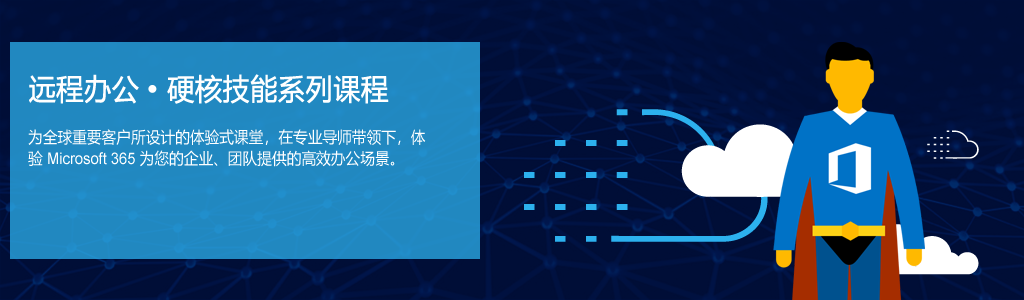 远程办公 • 硬核技能系列课程
为全球重要客户所设计的体验式课堂，在专业导师带领下，体
验 Microsoft 365 为您的企业、团队提供的高效办公场景。